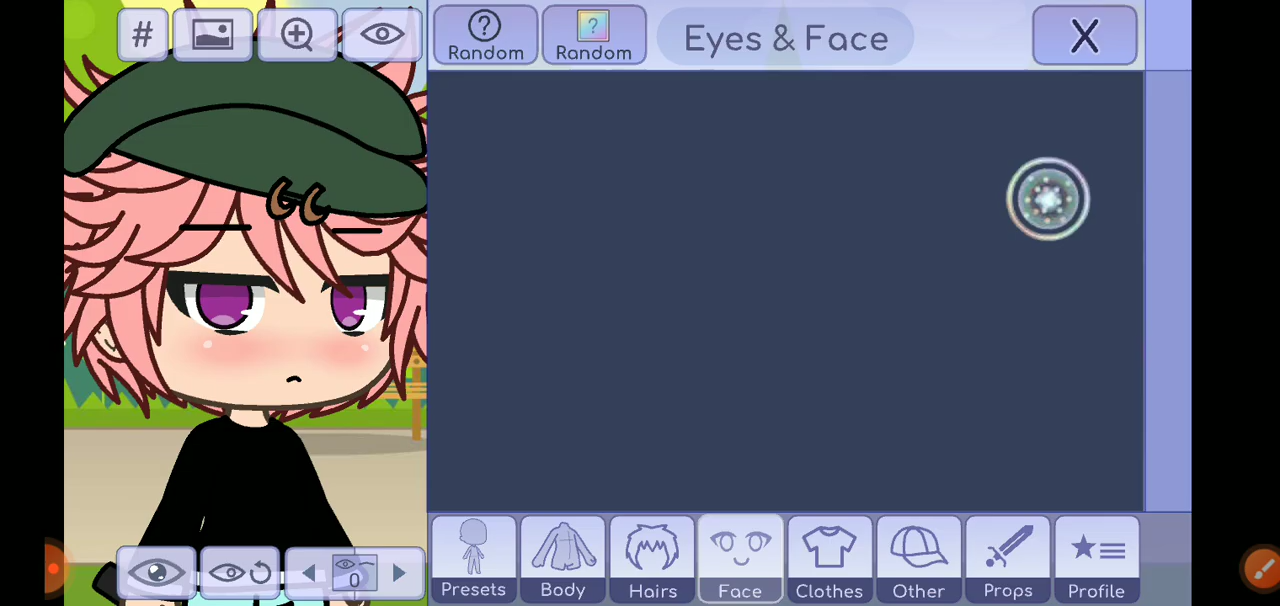 #
? Random
? Random
Eyes & Face
X
0
Presets
Body
Hairs
Face
Clothes
Other
Props
Profile